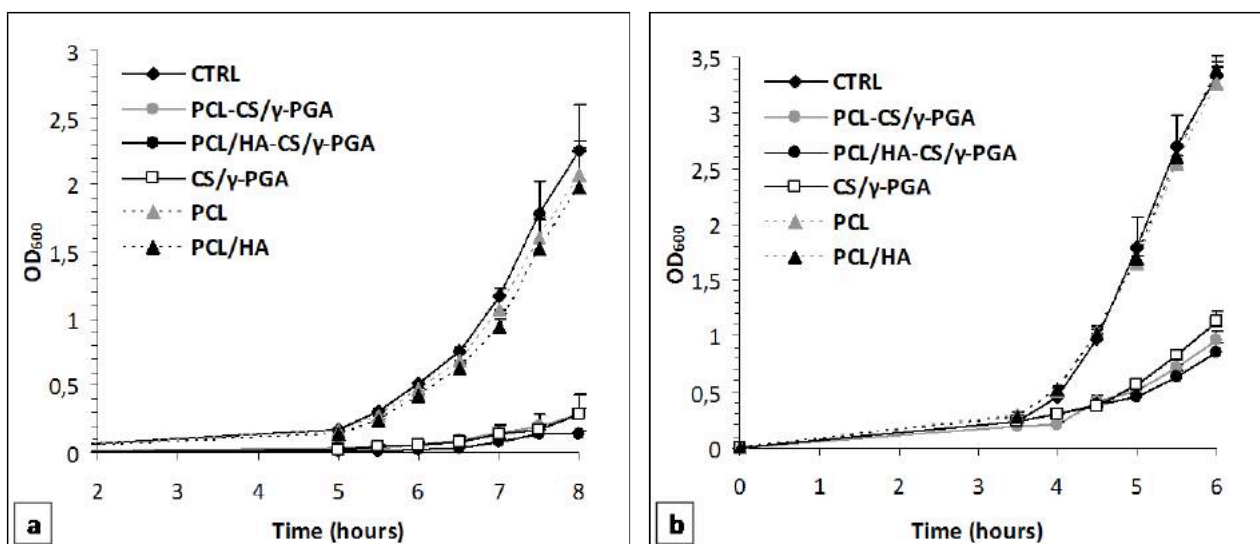 3
2,5
2
1,5
1
0,5
0
OD600
CTRL
PCL-CS/γ-PGA
PCL/HA-CS/γ-PGA
CS/γ-PGA
PCL
PCL/HA
2 3 4 5 6 7 8
Time (hours)
a
3,5
3
2,5
2
1,5
1
0,5
0
OD600
CTRL
PCL-CS/γ-PGA
PCL/HA-CS/γ-PGA
CS/γ-PGA
PCL
PCL/HA
0 1 2 3 4 5 6
Time (hours)
b